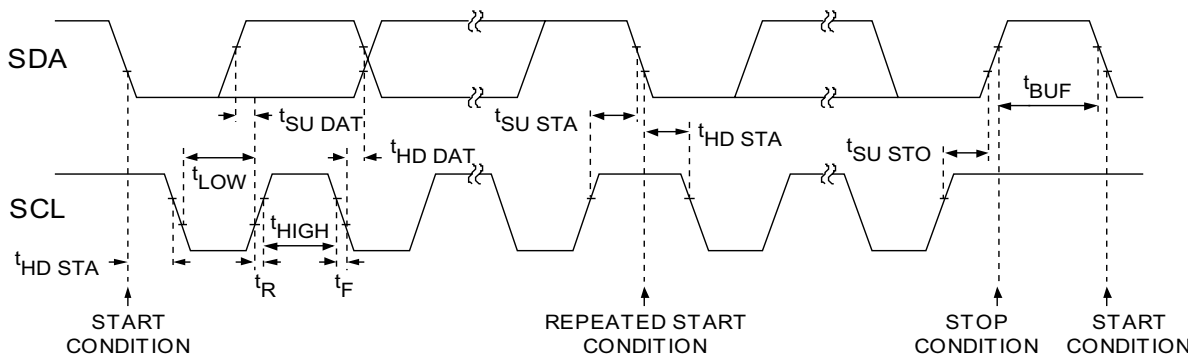 SDA
tSU DAT
tHD DAT
tSU STA
tHD STA
tSU STO
tBUF
SCL
tLOW
tHIGH
tHD STA
tR
tF
START
CONDITION
REPEATED START
CONDITION
STOP
CONDITION
START
CONDITION